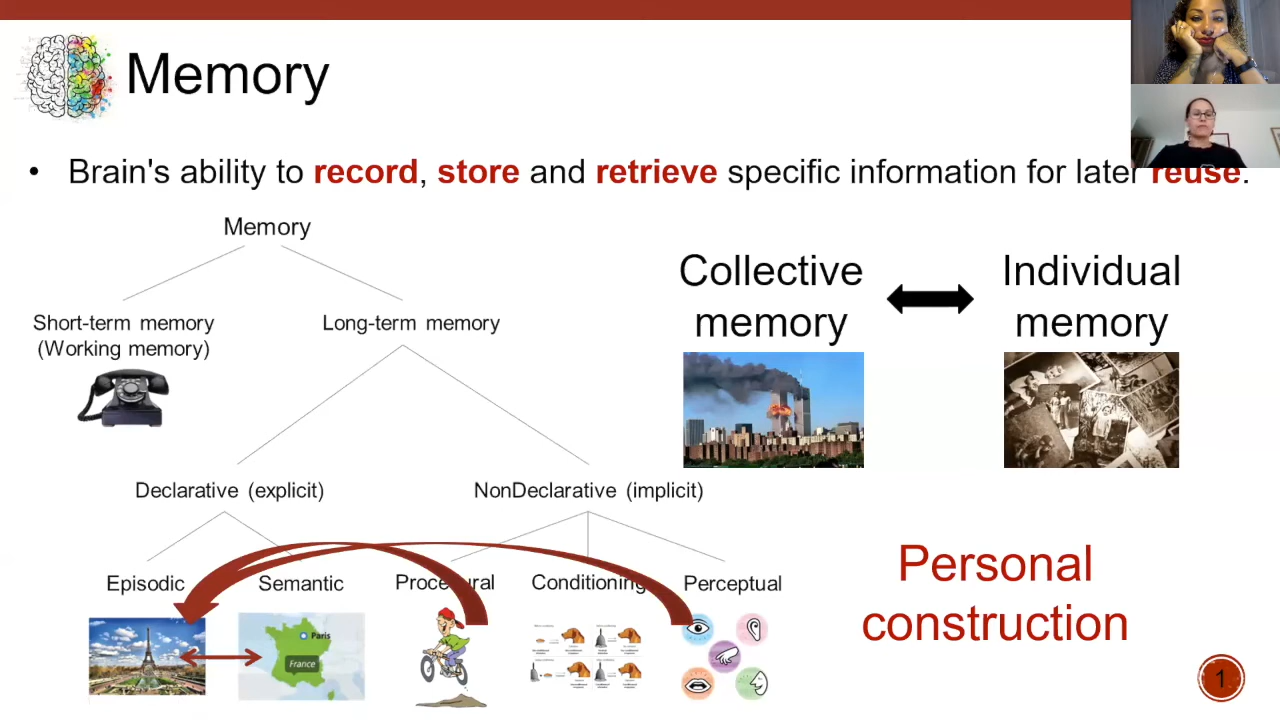 Memory
• Brain's ability to record, store and retrieve specific information for later reuse.
Memory
Short-term memory
(Working memory)
Long-term memory
Declarative (explicit)
NonDeclarative (implicit)
Episodic
Semantic
Procedural
Conditioning
Perceptual
Paris
France
Collective
memory
Individual
memory
Personal
construction
1